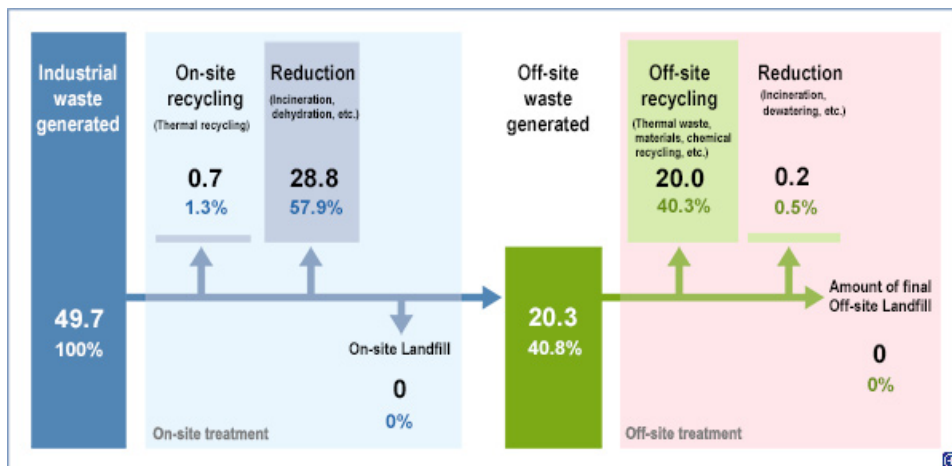 Industrial
waste
generated
49.7
100%
On-site
recycling
(Thermal recycling)
0.7
1.3%
Reduction
(Incineration,
dehydration, etc.)
28.8
57.9%
On-site Landfill
0
0%
On-site treatment
Off-site
waste
generated
20.3
40.8%
Off-site
recycling
(Thermal waste,
materials, chemical
recycling, etc.)
20.0
40.3%
Reduction
(Incineration,
dewatering, etc.)
0.2
0.5%
Amount of final
Off-site Landfill
0
0%
Off-site treatment